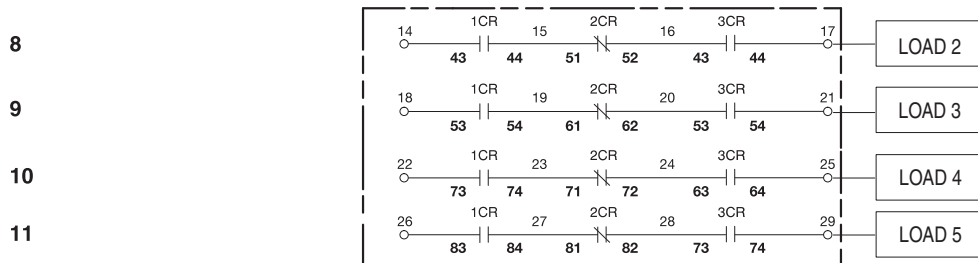 1CR 2CR 3CR
8 14 15 16 17 LOAD 2
43 44 51 52 43 44
1CR 2CR 3CR
9 18 19 20 21 LOAD 3
53 54 61 62 53 54
1CR 2CR 3CR
10 22 23 24 25 LOAD 4
73 74 71 72 63 64
1CR 2CR 3CR
11 26 27 28 29 LOAD 5
83 84 81 82 73 74